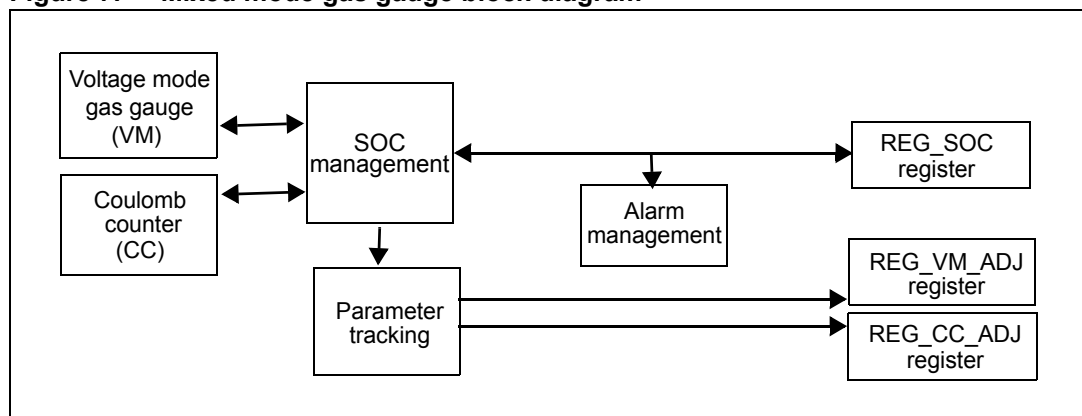 Mixed mode gas gauge block diagram
Voltage mode
gas gauge
(VM)
Coulomb
counter
(CC)
SOC
management
Parameter
tracking
Alarm
management
REG_SOC
register
REG_VM_ADJ
register
REG_CC_ADJ
register